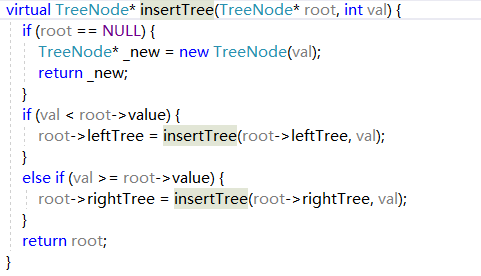 virtual TreeNode* insertTree(TreeNode* root, int val) {
if (root == NULL) {
TreeNode* _new = new TreeNode(val);
return _new;
}
if (val < root->value) {
root->leftTree = insertTree(root->leftTree, val);
}
else if (val >= root->value) {
root->rightTree = insertTree(root->rightTree, val);
}
return root;
}